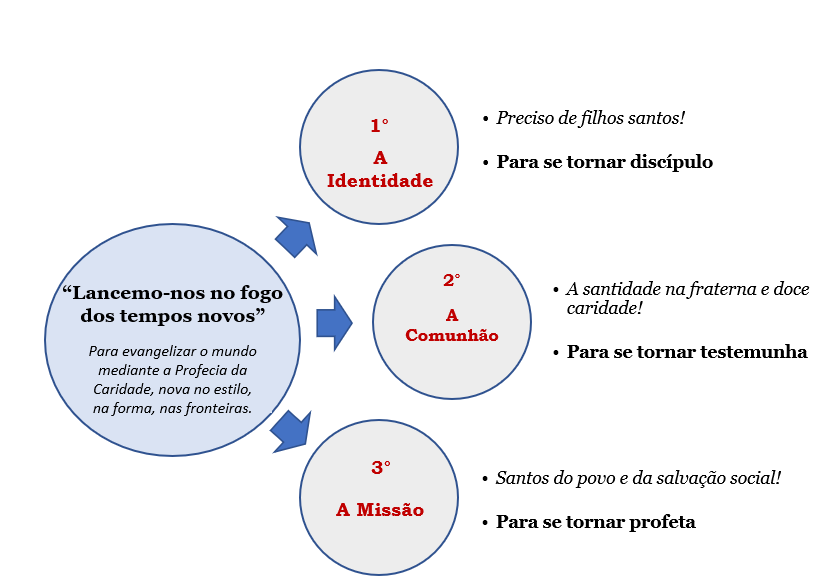 1°
A
Identidade
• Preciso de filhos santos!
• Para se tornar discípulo
“Lancemo-nos no fogo
dos tempos novos”
Para evangelizar o mundo
mediante a Profecia da
Caridade, nova no estilo,
na forma, nas fronteiras.
2°
A
Comunhão
• A santidade na fraterna e doce
caridade!
• Para se tornar testemunha
3°
A Missão
• Santos do povo e da salvação social!
• Para se tornar profeta